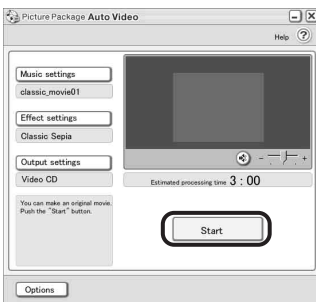 Picture Package Auto Video
Help ?
Music settings
classic_movie01
Effect settings
Classic Sepia
Output settings
Video CD
- +
Estimated processing time 3 : 00
You can make an original movie.
Push the "Start" button.
Start
Options